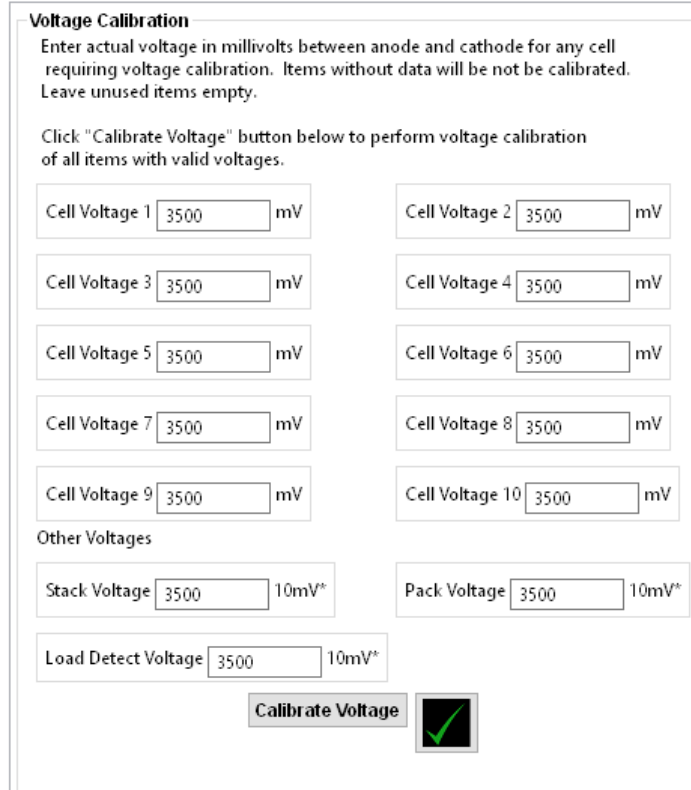 Voltage Calibration
Enter actual voltage in millivolts between anode and cathode for any cell
requiring voltage calibration. Items without data will be not be calibrated.
Leave unused items empty.
Click "Calibrate Voltage" button below to perform voltage calibration
of all items with valid voltages.
Cell Voltage 1 3500 mV Cell Voltage 2 3500 mV
Cell Voltage 3 3500 mV Cell Voltage 4 3500 mV
Cell Voltage 5 3500 mV Cell Voltage 6 3500 mV
Cell Voltage 7 3500 mV Cell Voltage 8 3500 mV
Cell Voltage 9 3500 mV Cell Voltage 10 3500 mV
Other Voltages
Stack Voltage 3500 10mV* Pack Voltage 3500 10mV*
Load Detect Voltage 3500 10mV*
Calibrate Voltage